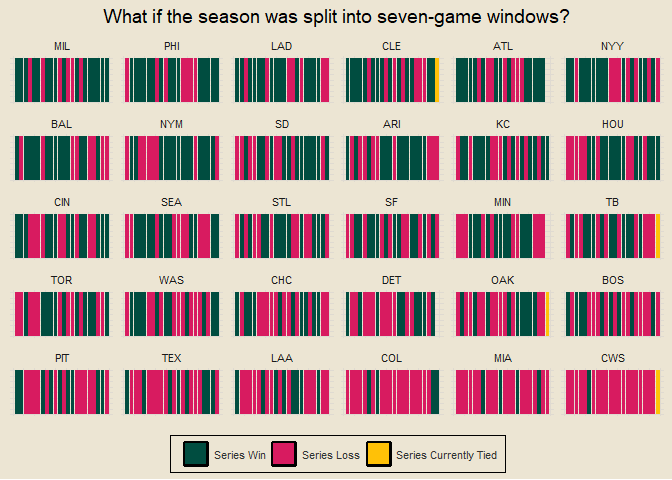 What if the season was split into seven-game windows?
MIL PHI LAD CLE ATL NYY
BAL NYM SD ARI KC HOU
CIN SEA STL SF MIN TB
TOR WAS CHC DET OAK BOS
PIT TEX LAA COL MIA CWS
Series Win Series Loss Series Currently Tied